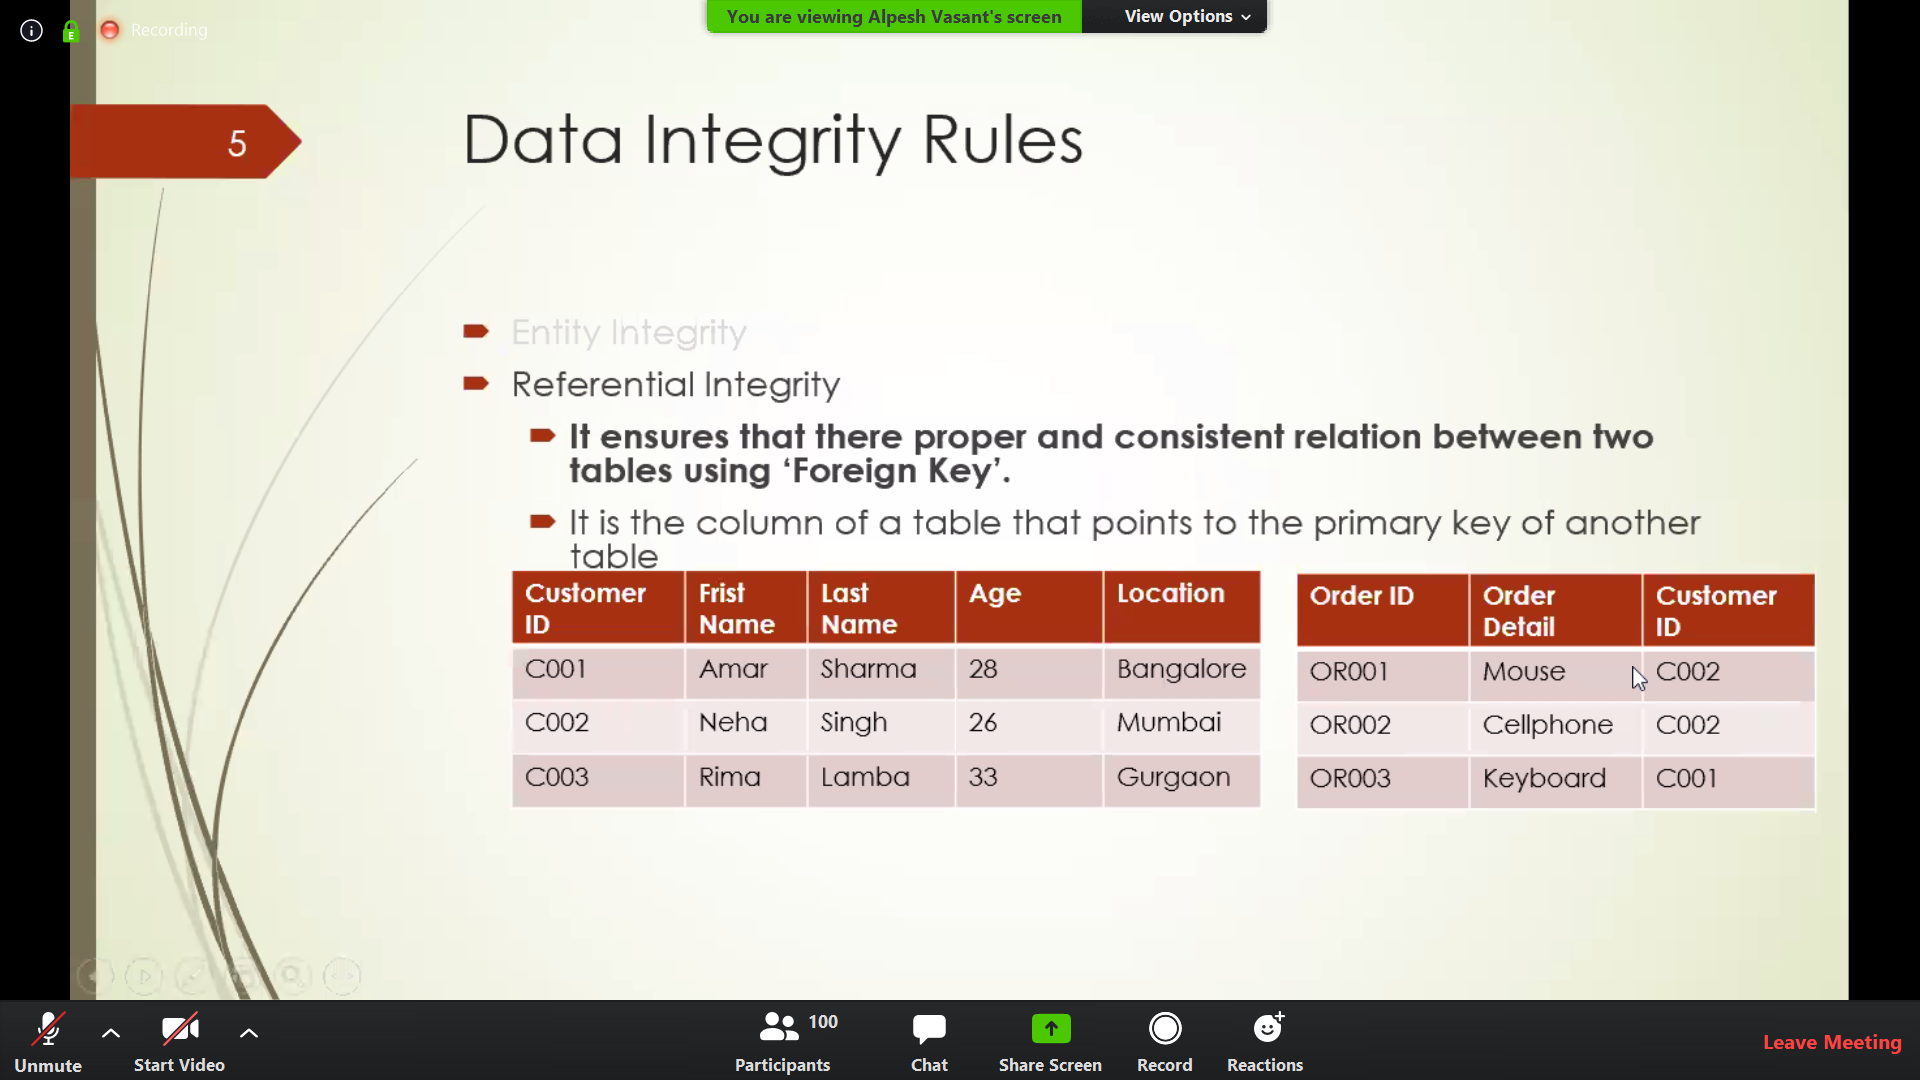 Recording
You are viewing Alpesh Vasant's screen
View Options
5
Data Integrity Rules
Entity Integrity
Referential Integrity
It ensures that there proper and consistent relation between two
tables using ‘Foreign Key’.
It is the column of a table that points to the primary key of another
table
Customer ID Frist Name Last Name Age Location
C001 Amar Sharma 28 Bangalore
C002 Neha Singh 26 Mumbai
C003 Rima Lamba 33 Gurgaon
Order ID Order Detail Customer ID
OR001 Mouse C002
OR002 Cellphone C002
OR003 Keyboard C001
100
Unmute Start Video Participants Chat Share Screen Record Reactions Leave Meeting